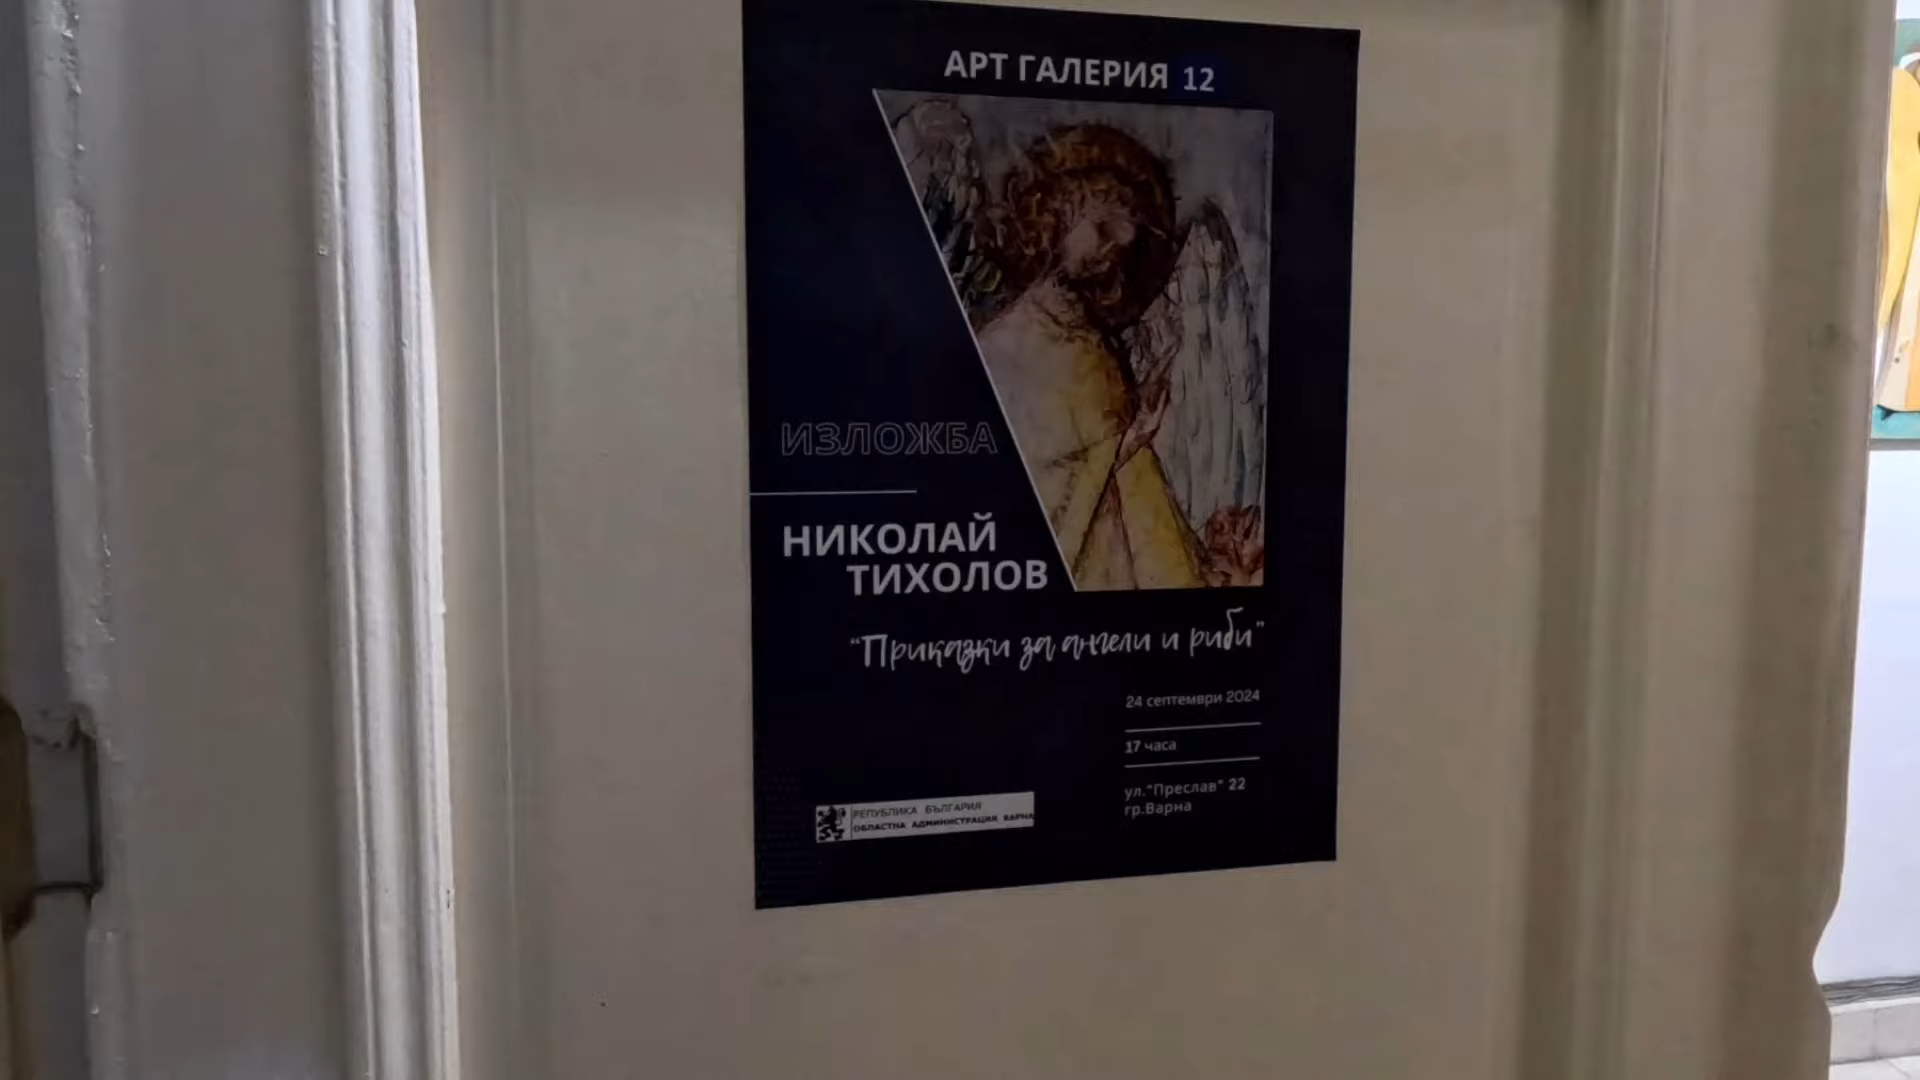 АРТ ГАЛЕРИЯ 12
ИЗЛОЖБА
НИКОЛАЙ
ТИХОЛОВ
"Приказки за ангели и риби"
24 септември 2024
17 часа
ул."Преслав" 22
гр.Варна
РЕПУБЛИКА БЪЛГАРИЯ
ОБЛАСТНА АДМИНИСТРАЦИЯ ВАРНА